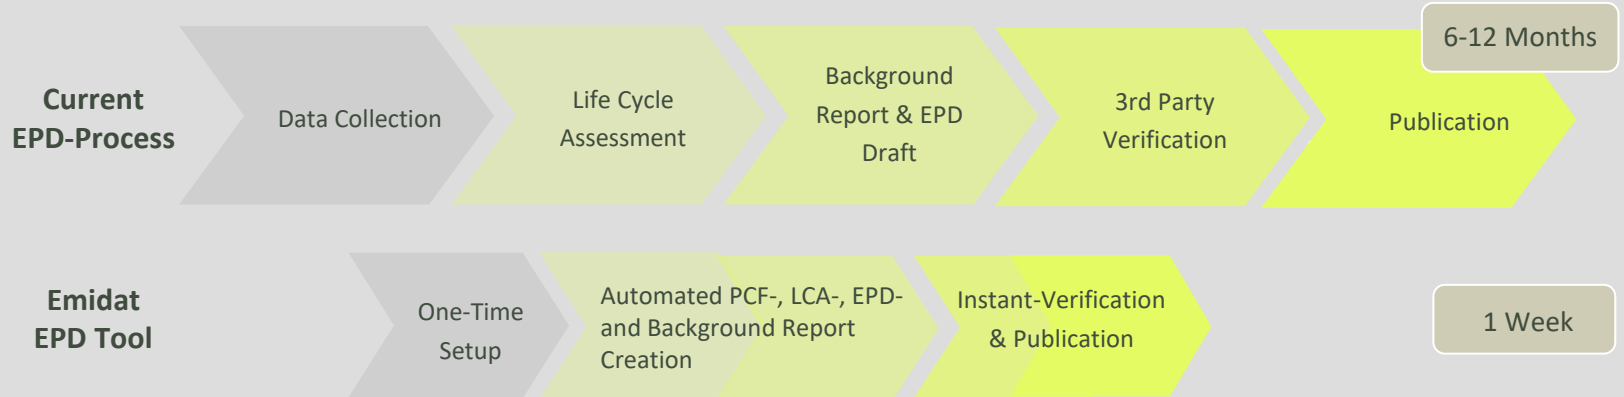 6-12 Months
Current
EPD-Process
Data Collection
Life Cycle
Assessment
Background
Report & EPD
Draft
3rd Party
Verification
Publication
Emidat
EPD Tool
One-Time
Setup
Automated PCF-, LCA-, EPD-
and Background Report
Creation
Instant-Verification
& Publication
1 Week